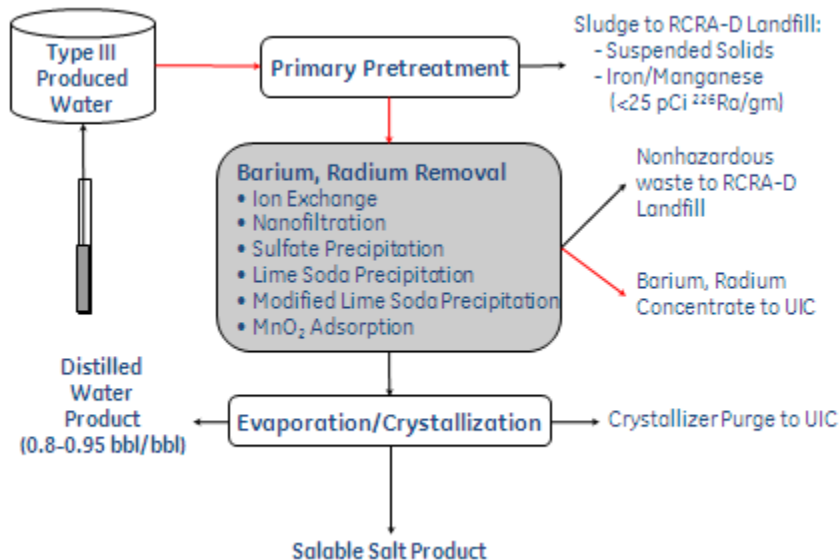 Type III
Produced
Water
Primary Pretreatment
Sludge to RCRA-D Landfill:
- Suspended Solids
- Iron/Manganese
(<25 pCi ²²⁶Ra/gm)
Barium, Radium Removal
• Ion Exchange
• Nanofiltration
• Sulfate Precipitation
• Lime Soda Precipitation
• Modified Lime Soda Precipitation
• MnO₂ Adsorption
Nonhazardous
waste to RCRA-D
Landfill
Barium, Radium
Concentrate to UIC
Distilled
Water
Product
(0.8-0.95 bbl/bbl)
Evaporation/Crystallization
Crystallizer Purge to UIC
Salable Salt Product